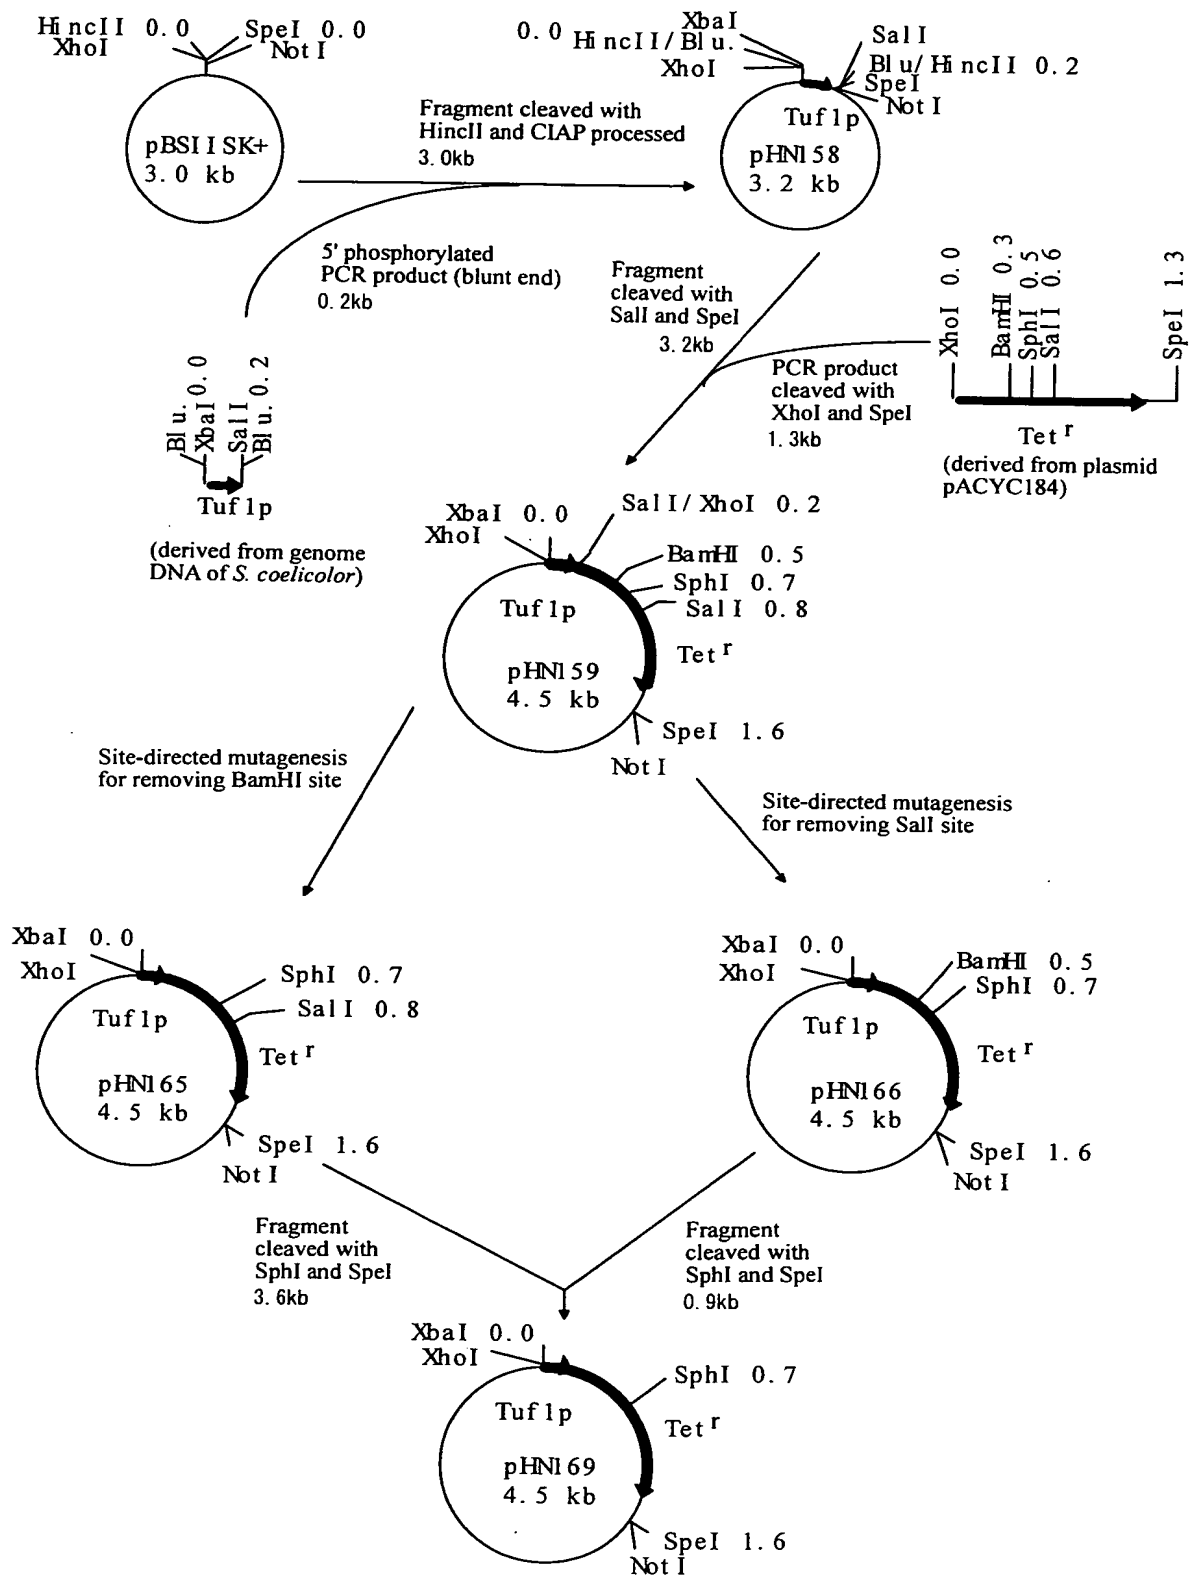 HincII 0.0
XhoI
SpeI 0.0
Not I
pBSIISK+
3.0 kb
Fragment cleaved with
HincII and CIAP processed
3.0kb
XbaI
0.0 HincII/Blu.
XhoI
SalI
Blu/HincII 0.2
SpeI
Not I
Tuf1p
pHN158
3.2 kb
5' phosphorylated
PCR product (blunt end)
0.2kb
Blu.
XbaI 0.0
SalI
Blu. 0.2
Tuf1p
(derived from genome
DNA of S. coelicolor)
Fragment
cleaved with
SalI and SpeI
3.2kb
PCR product
cleaved with
XhoI and SpeI
1.3kb
XhoI 0.0
BamHI 0.3
SphI 0.5
SalI 0.6
SpeI 1.3
Tet r
(derived from plasmid
pACYC184)
XbaI 0.0
XhoI
SalI/XhoI 0.2
BamHI 0.5
SphI 0.7
SalI 0.8
Tuf1p
Tet r
pHN159
4.5 kb
SpeI 1.6
Not I
Site-directed mutagenesis
for removing BamHI site
Site-directed mutagenesis
for removing SalI site
XbaI 0.0
XhoI
SphI 0.7
SalI 0.8
Tuf1p
Tet r
pHN165
4.5 kb
SpeI 1.6
Not I
XbaI 0.0
XhoI
BamHI 0.5
SphI 0.7
Tuf1p
Tet r
pHN166
4.5 kb
SpeI 1.6
Not I
Fragment
cleaved with
SphI and SpeI
3.6kb
Fragment
cleaved with
SphI and SpeI
0.9kb
XbaI 0.0
XhoI
SphI 0.7
Tuf1p
Tet r
pHN169
4.5 kb
SpeI 1.6
Not I